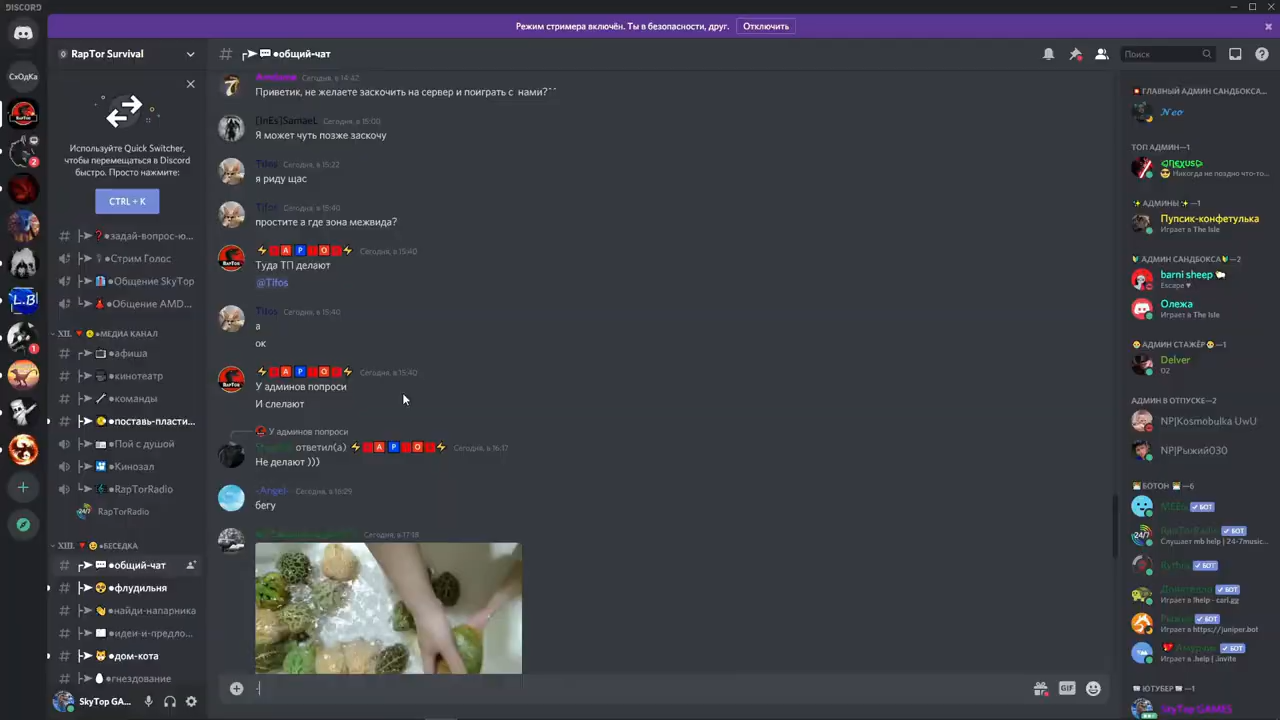 DISCORD
Режим стримера включён. Ты в безопасности, друг.
Отключить
RapTor Survival
●общий-чат
Поиск
СхОдКа
2
1
L.B
Используйте Quick Switcher,
чтобы перемещаться в Discord
быстро. Просто нажмите:
CTRL + K
●задай-вопрос-ю...
●Стрим Голос
●Общение SkyTop
●Общение AMD...
XII. ●МЕДИА КАНАЛ
●афиша
●кинотеатр
●команды
●поставь-пласти...
●Пой с душой
●Кинозал
●RapTorRadio
RapTorRadio
XIII. ●БЕСЕДКА
●общий-чат
●флудильня
●найди-напарника
●идеи-и-предло...
●дом-кота
●гнездование
SkyTop GA...
Сегодня, в 14:42
Приветик, не желаете заскочить на сервер и поиграть с нами?^^
[InEs]SamaeL Сегодня, в 15:00
Я может чуть позже заскочу
Tifos Сегодня, в 15:22
я риду щас
Tifos Сегодня, в 15:40
простите а где зона межвида?
Сегодня, в 15:40
Туда ТП делают
@Tifos
Tifos Сегодня, в 15:40
а
ок
Сегодня, в 15:40
У админов попроси
И слелают
У админов попроси
ответил(а) Сегодня, в 16:17
Не делают )))
-Angel- Сегодня, в 16:29
бегу
Сегодня, в 17:18
GIF
ГЛАВНЫЙ АДМИН САНДБОКСА...
Neo
ТОП АДМИН—1
Никогда не поздно что-то...
АДМИНЫ —1
Пупсик-конфетулька
Играет в The Isle
АДМИН САНДБОКСА —2
barni sheep
Escape
Олежа
Играет в The Isle
АДМИН СТАЖЁР —1
Delver
02
АДМИН В ОТПУСКЕ—2
NP|Kosmobulka UwU
NP|Рыжий030
БОТОН —6
MEE6 БОТ
RapTorRadio БОТ
Слушает mb help | 24-7music...
Rythm БОТ
БОТ
Играет в !help - carl.gg
БОТ
Играет в https://juniper.bot
БОТ
Играет в .help | .invite
ЮТУБЕР —1
SkyTop GAMES